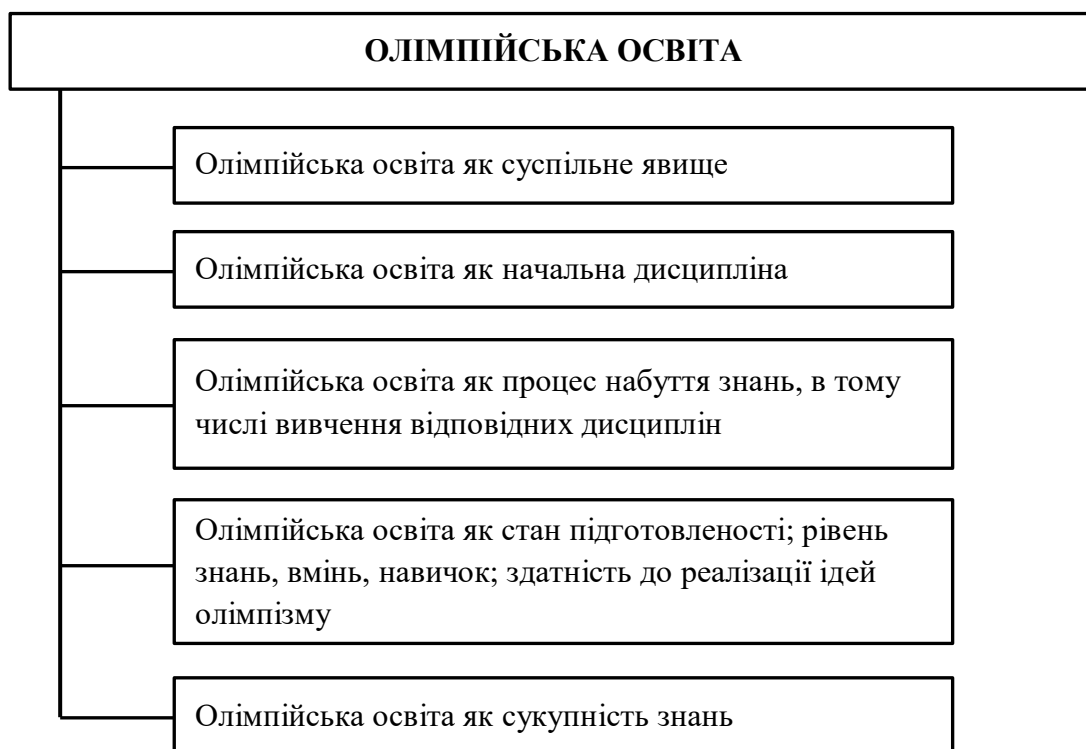 ОЛІМПІЙСЬКА ОСВІТА
Олімпійська освіта як суспільне явище
Олімпійська освіта як начальна дисципліна
Олімпійська освіта як процес набуття знань, в тому
числі вивчення відповідних дисциплін
Олімпійська освіта як стан підготовленості; рівень
знань, вмінь, навичок; здатність до реалізації ідей
олімпізму
Олімпійська освіта як сукупність знань